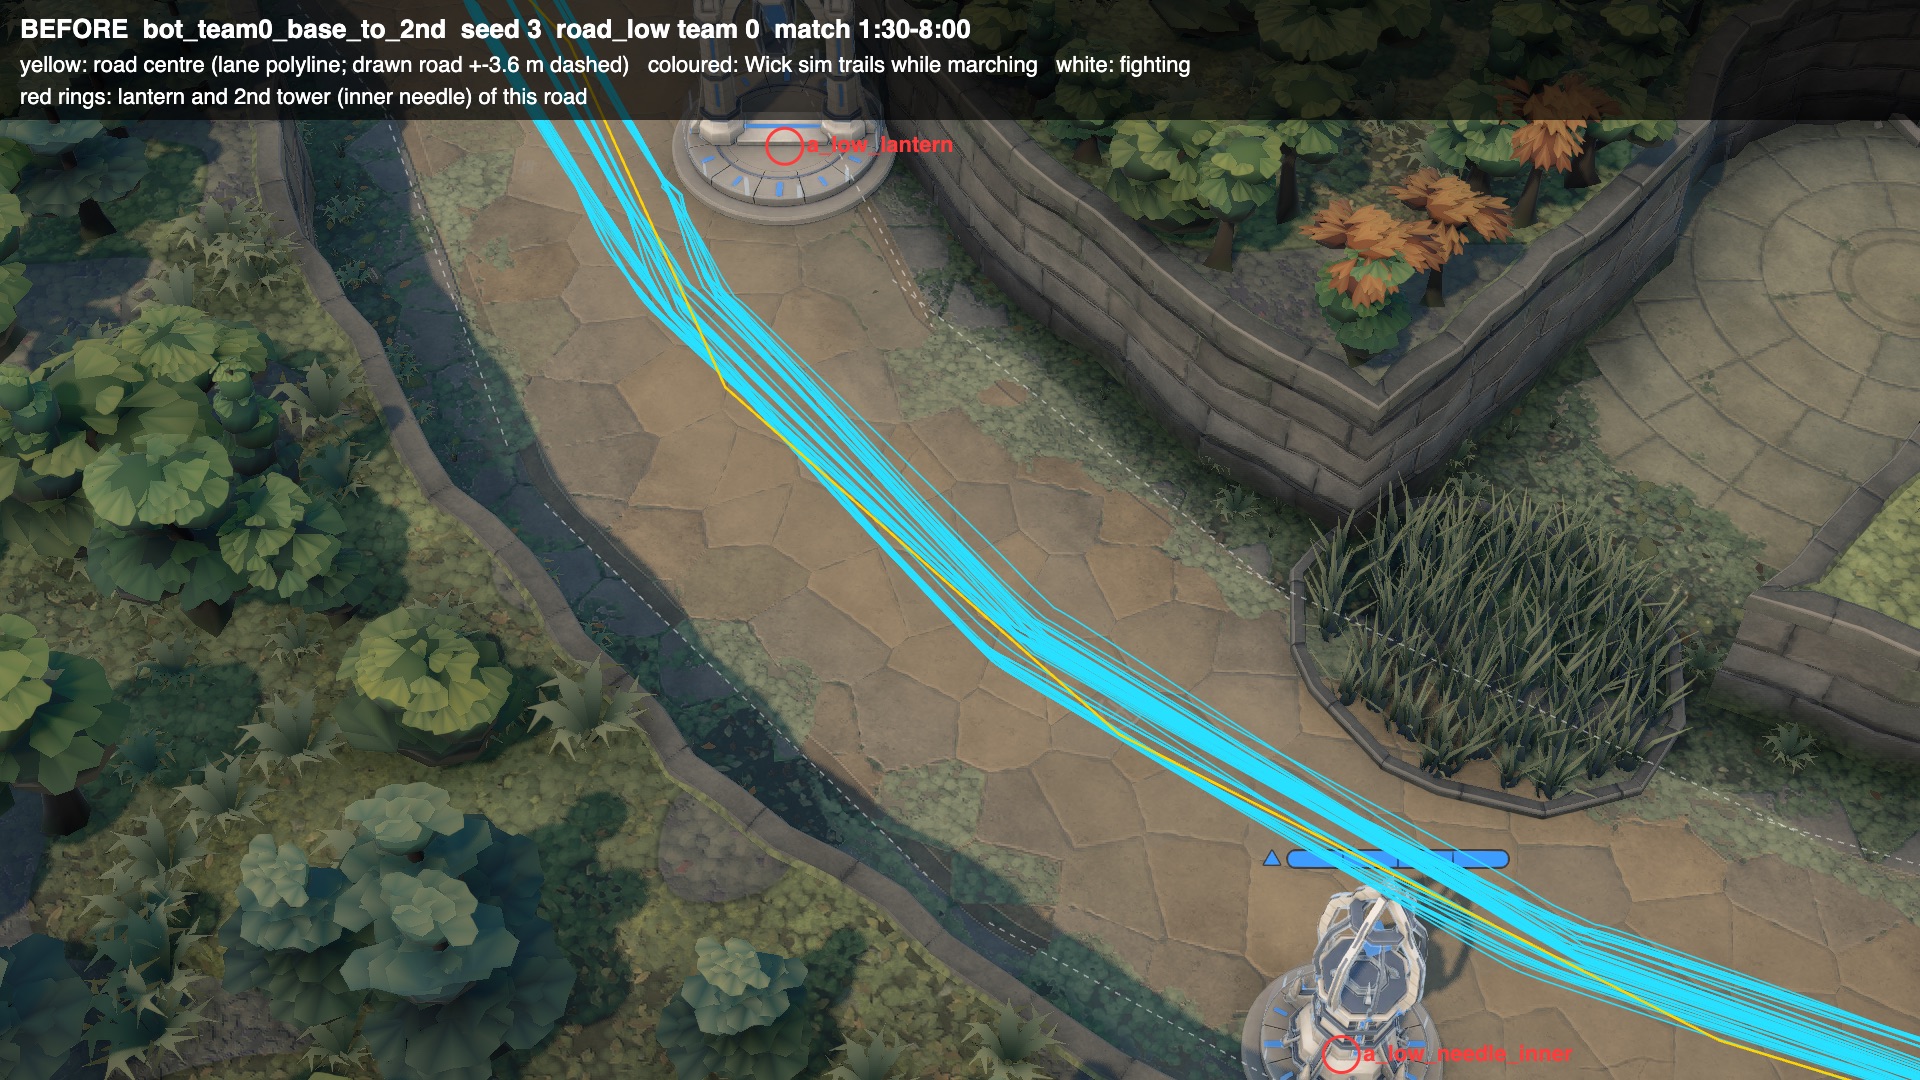 BEFORE bot_team0_base_to_2nd seed 3 road_low team 0 match 1:30-8:00
yellow: road centre (lane polyline; drawn road +-3.6 m dashed) coloured: Wick sim trails while marching white: fighting
red rings: lantern and 2nd tower (inner needle) of this road
a_low_lantern
a_low_needle_inner